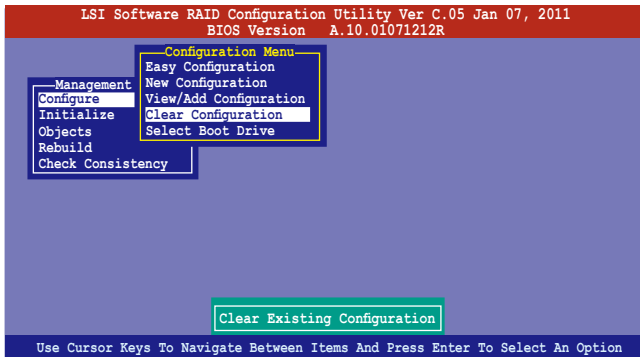 LSI Software RAID Configuration Utility Ver C.05 Jan 07, 2011
BIOS Version A.10.01071212R
Configuration Menu
Easy Configuration
New Configuration
View/Add Configuration
Clear Configuration
Select Boot Drive
Management
Configure
Initialize
Objects
Rebuild
Check Consistency
Clear Existing Configuration
Use Cursor Keys To Navigate Between Items And Press Enter To Select An Option